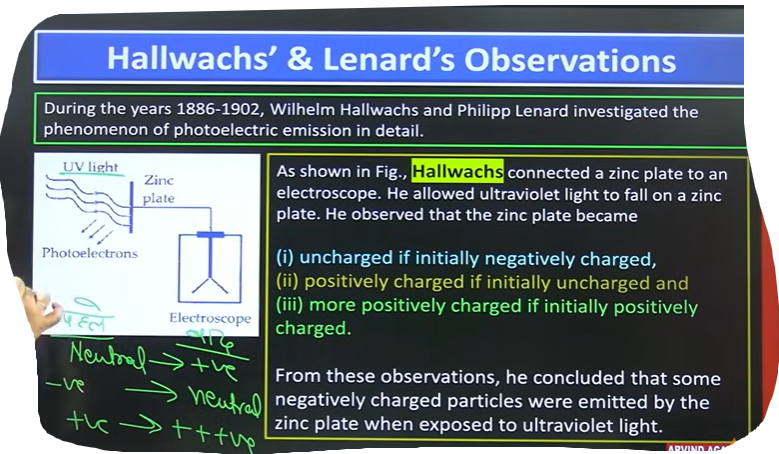 Hallwachs’ & Lenard’s Observations
During the years 1886-1902, Wilhelm Hallwachs and Philipp Lenard investigated the
phenomenon of photoelectric emission in detail.
UV light
Zinc
plate
Photoelectrons
Electroscope
पहले
बाद
Neutral → +ve
-ve → neutral
+ve → +++ve
As shown in Fig., Hallwachs connected a zinc plate to an
electroscope. He allowed ultraviolet light to fall on a zinc
plate. He observed that the zinc plate became
(i) uncharged if initially negatively charged,
(ii) positively charged if initially uncharged and
(iii) more positively charged if initially positively
charged.
From these observations, he concluded that some
negatively charged particles were emitted by the
zinc plate when exposed to ultraviolet light.
ARVIND